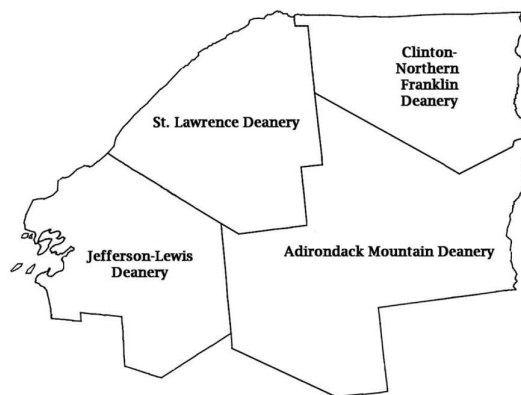 Clinton-
Northern
Franklin
Deanery
St. Lawrence Deanery
Jefferson-Lewis
Deanery
Adirondack Mountain Deanery